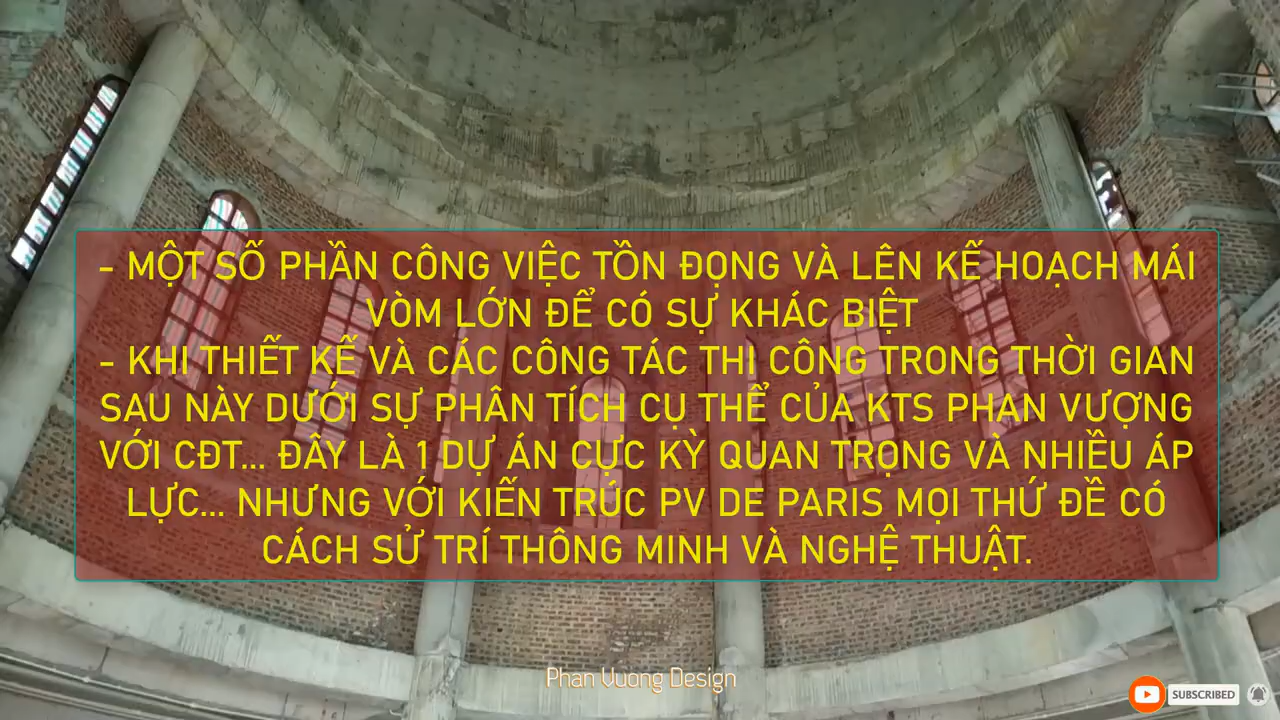 - MỘT SỐ PHẦN CÔNG VIỆC TỒN ĐỌNG VÀ LÊN KẾ HOẠCH MÁI
VÒM LỚN ĐỂ CÓ SỰ KHÁC BIỆT
- KHI THIẾT KẾ VÀ CÁC CÔNG TÁC THI CÔNG TRONG THỜI GIAN
SAU NÀY DƯỚI SỰ PHÂN TÍCH CỤ THỂ CỦA KTS PHAN VƯỢNG
VỚI CĐT... ĐÂY LÀ 1 DỰ ÁN CỰC KỲ QUAN TRỌNG VÀ NHIỀU ÁP
LỰC... NHƯNG VỚI KIẾN TRÚC PV DE PARIS MỌI THỨ ĐỀ CÓ
CÁCH SỬ TRÍ THÔNG MINH VÀ NGHỆ THUẬT.
Phan Vuong Design
SUBSCRIBED